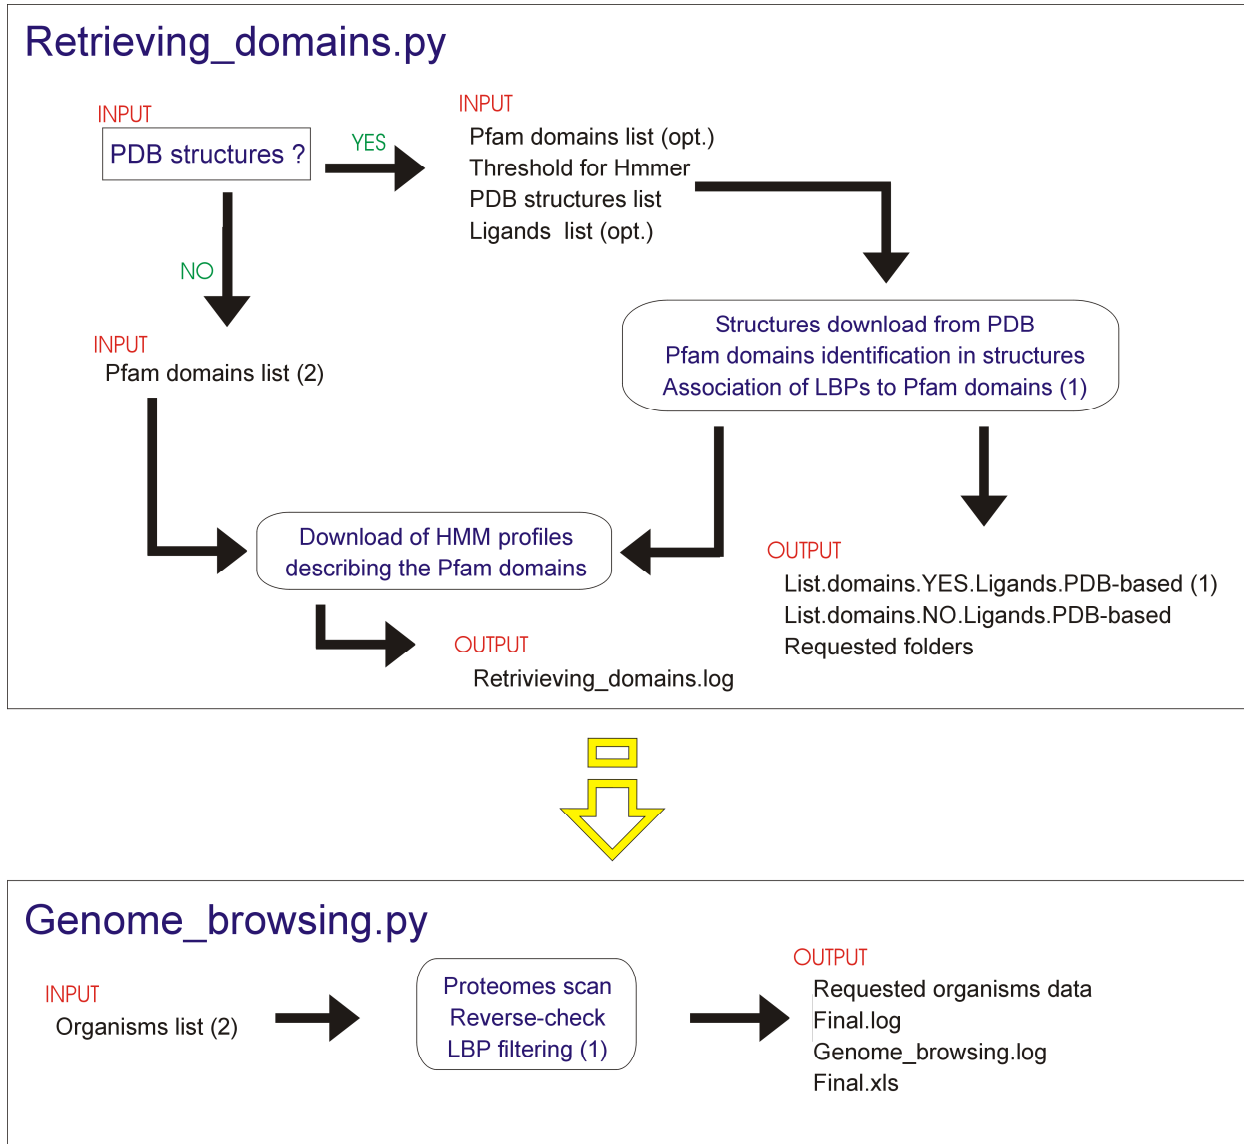 Retrieving_domains.py
INPUT
PDB structures ?
YES
NO
INPUT
Pfam domains list (opt.)
Threshold for Hmmer
PDB structures list
Ligands list (opt.)
INPUT
Pfam domains list (2)
Structures download from PDB
Pfam domains identification in structures
Association of LBPs to Pfam domains (1)
Download of HMM profiles
describing the Pfam domains
OUTPUT
List.domains.YES.Ligands.PDB-based (1)
List.domains.NO.Ligands.PDB-based
Requested folders
OUTPUT
Retrivieving_domains.log
Genome_browsing.py
INPUT
Organisms list (2)
Proteomes scan
Reverse-check
LBP filtering (1)
OUTPUT
Requested organisms data
Final.log
Genome_browsing.log
Final.xls